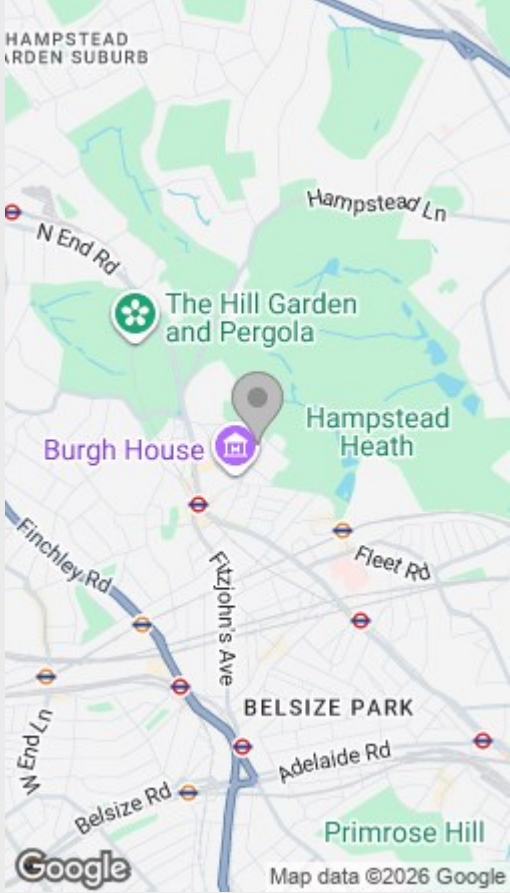 HAMPSTEAD
ARDEN SUBURB
Hampstead Ln
N End Rd
The Hill Garden
and Pergola
Hampstead
Heath
Burgh House
Finchley Rd
Fleet Rd
Fitzjohn's Ave
BELSIZE PARK
W End Ln
Adelaide Rd
Belsize Rd
Primrose Hill
Google
Map data ©2026 Google